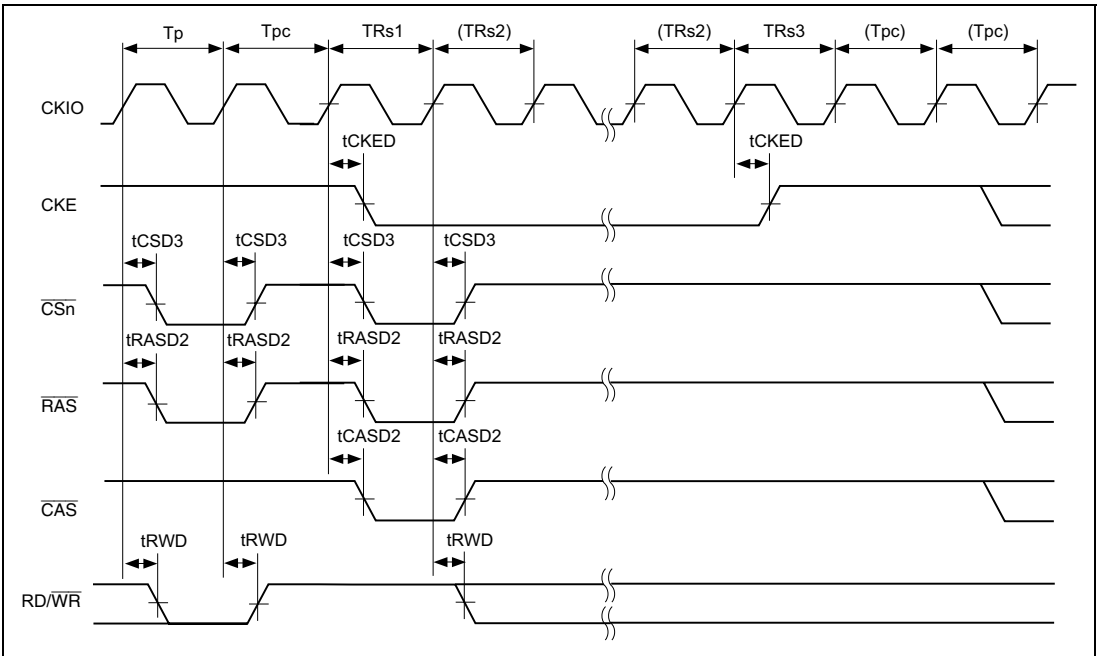 Tp Tpc TRs1 (TRs2) (TRs2) TRs3 (Tpc) (Tpc)
CKIO
tCKED tCKED
CKE
tCSD3 tCSD3 tCSD3 tCSD3
CSn
tRASD2 tRASD2 tRASD2 tRASD2
RAS
tCASD2 tCASD2
CAS
tRWD tRWD tRWD
RD/WR